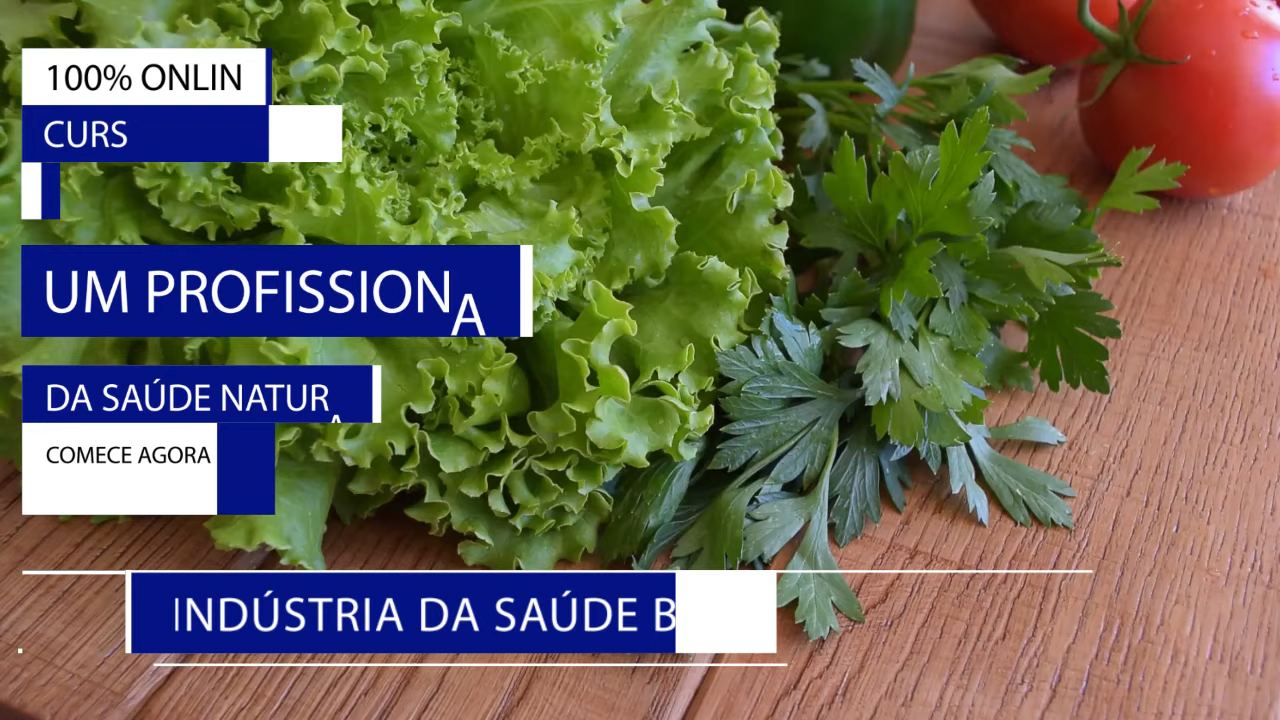 100% ONLIN
CURS
UM PROFISSIONA
DA SAÚDE NATUR
COMECE AGORA
INDÚSTRIA DA SAÚDE B